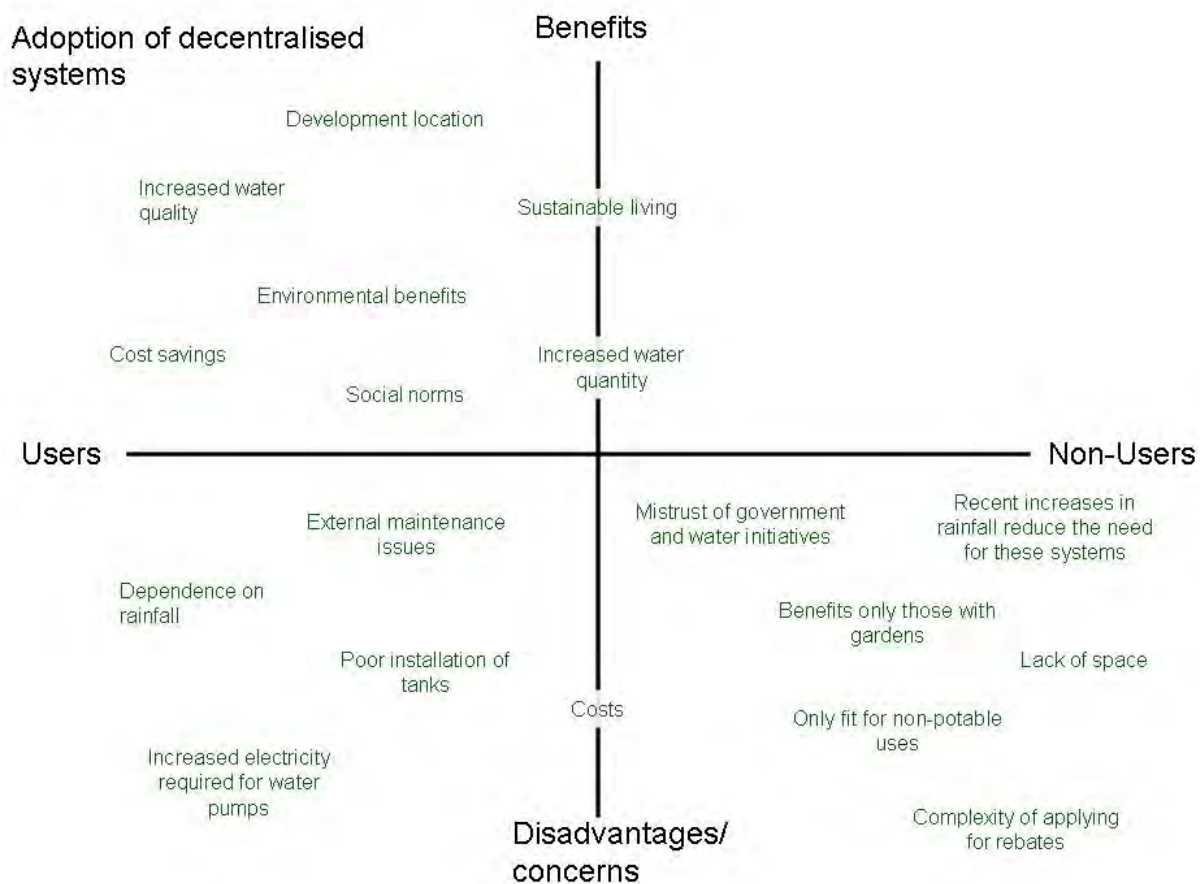 Adoption of decentralised
systems
Benefits
Development location
Increased water
quality
Sustainable living
Environmental benefits
Cost savings
Increased water
quantity
Social norms
Users
Non-Users
External maintenance
issues
Mistrust of government
and water initiatives
Recent increases in
rainfall reduce the need
for these systems
Dependence on
rainfall
Benefits only those with
gardens
Poor installation of
tanks
Lack of space
Costs
Only fit for non-potable
uses
Increased electricity
required for water
pumps
Complexity of applying
for rebates
Disadvantages/
concerns